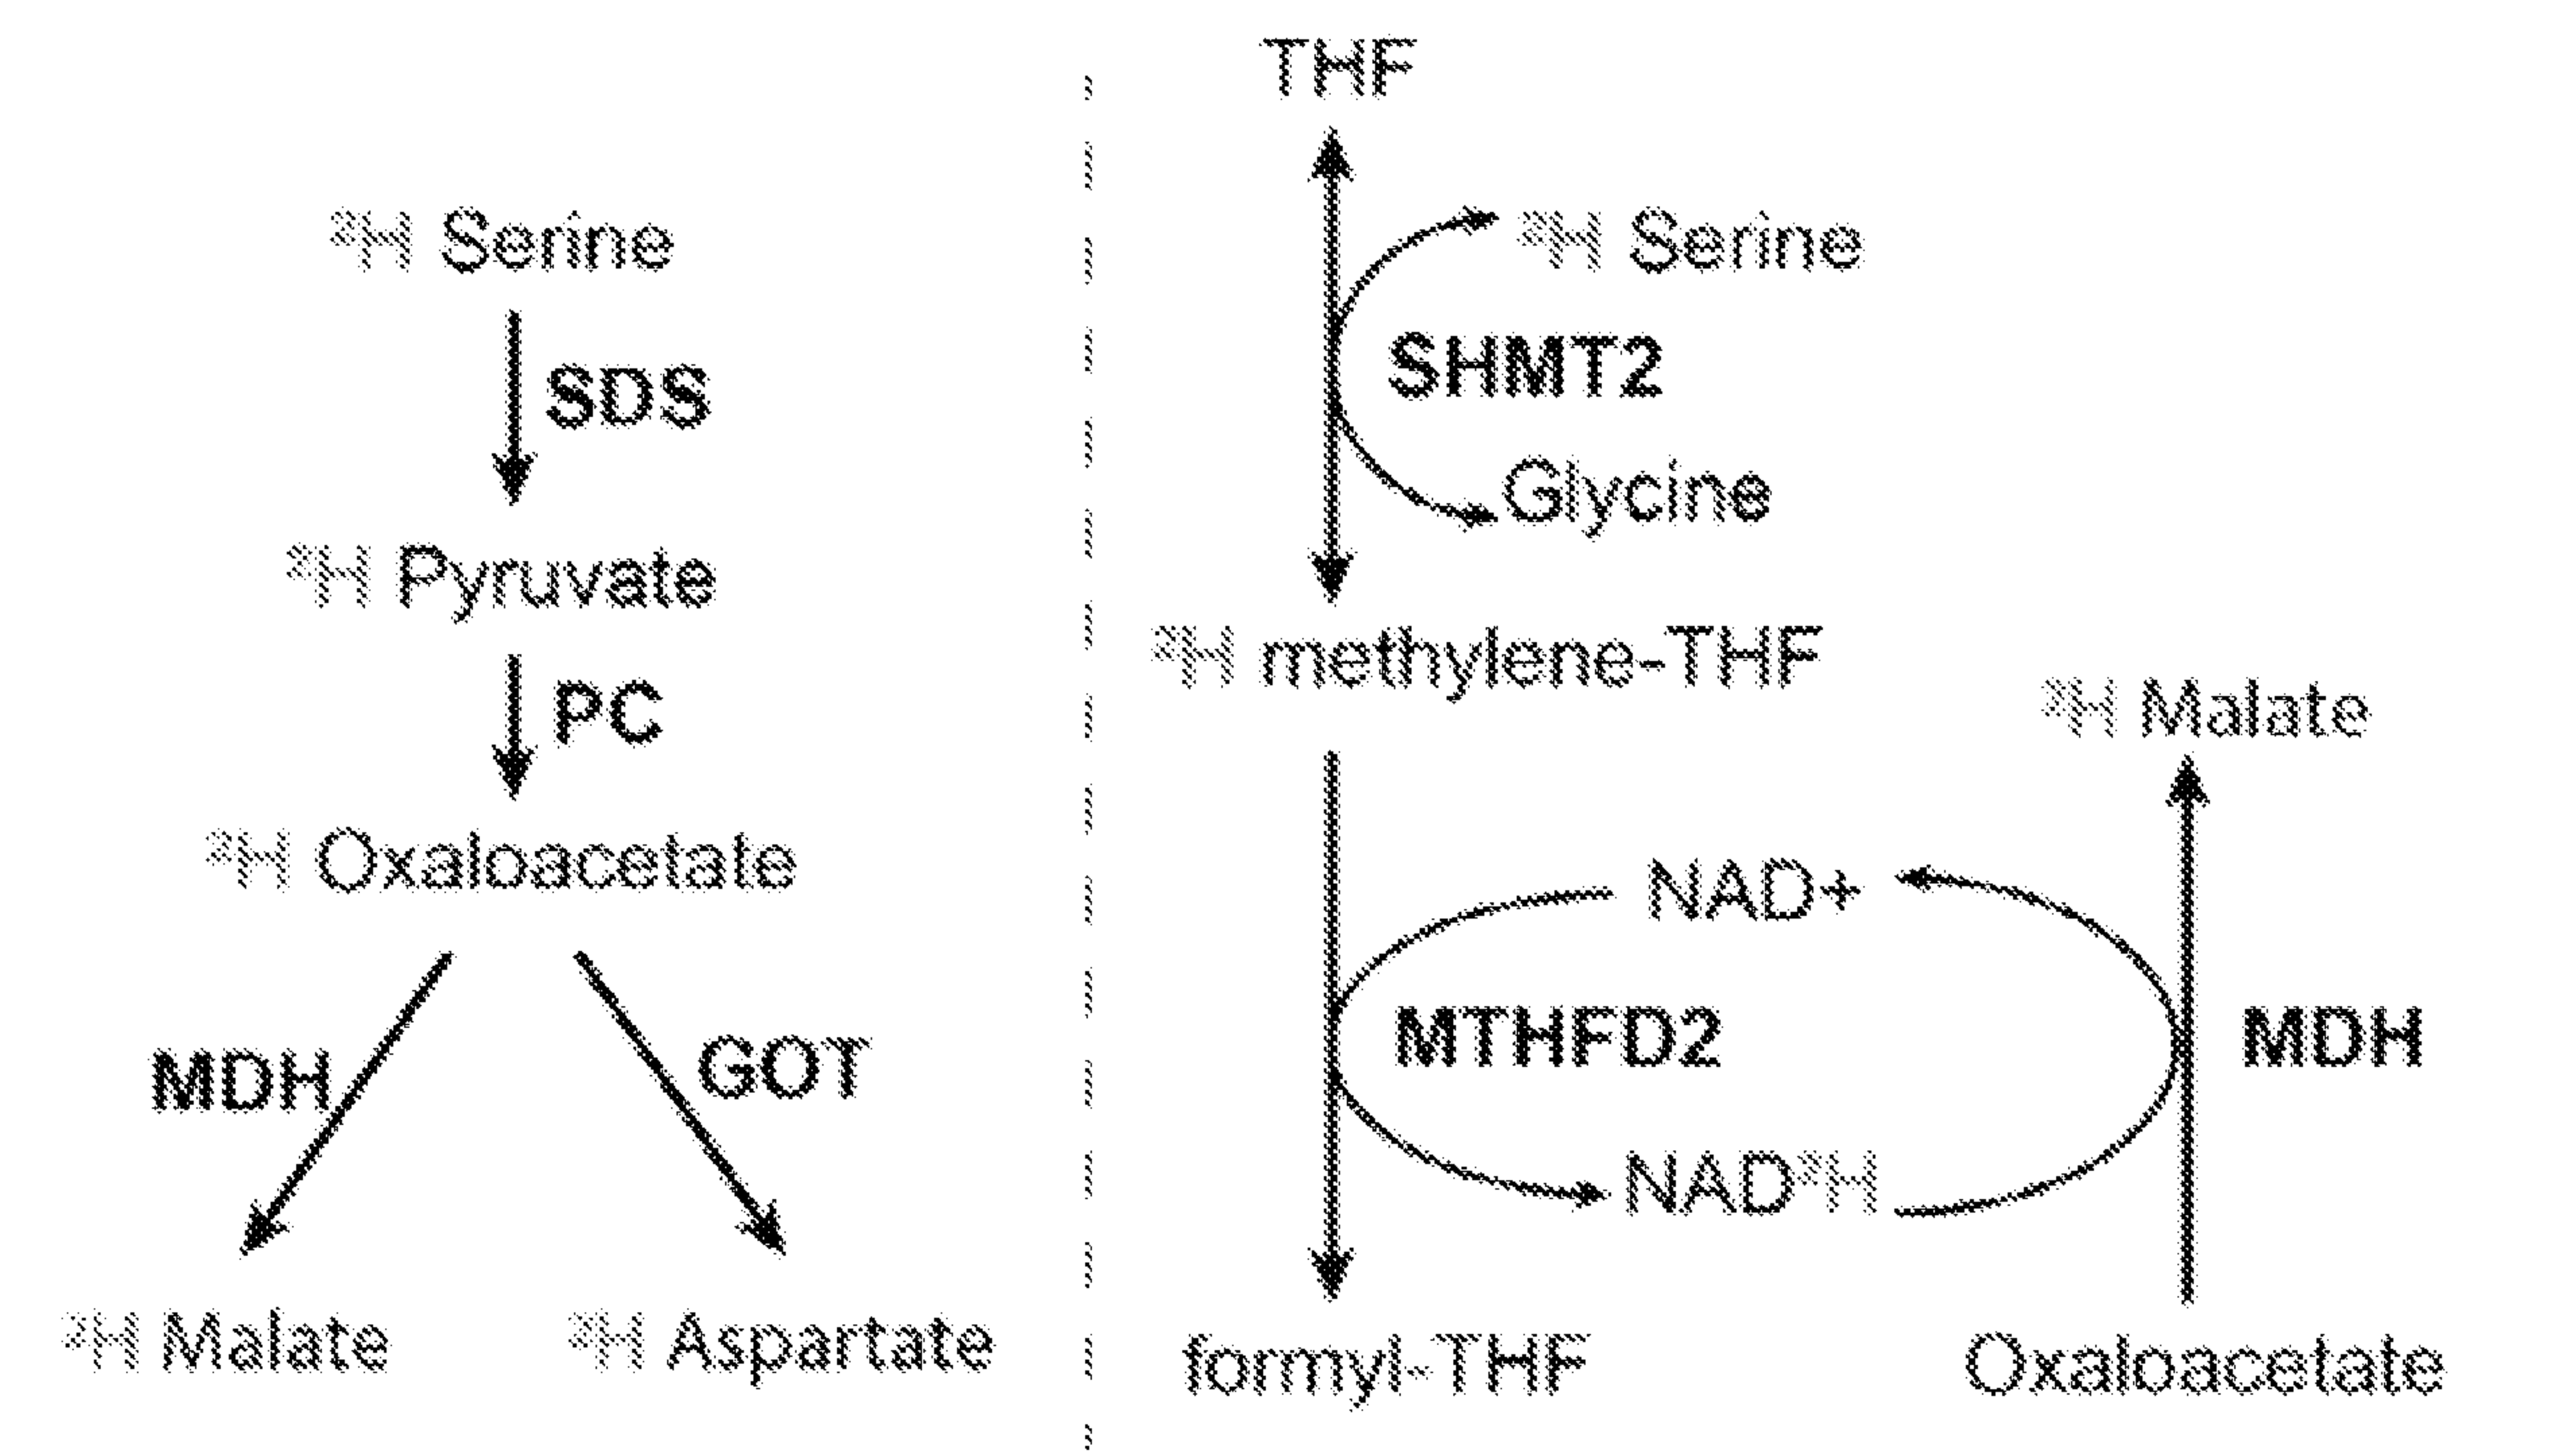 ²H Serine
SDS
²H Pyruvate
PC
²H Oxaloacetate
MDH
GOT
²H Malate
²H Aspartate
THF
²H Serine
SHMT2
Glycine
²H methylene-THF
²H Malate
NAD+
MTHFD2
MDH
NAD²H
formyl-THF
Oxaloacetate